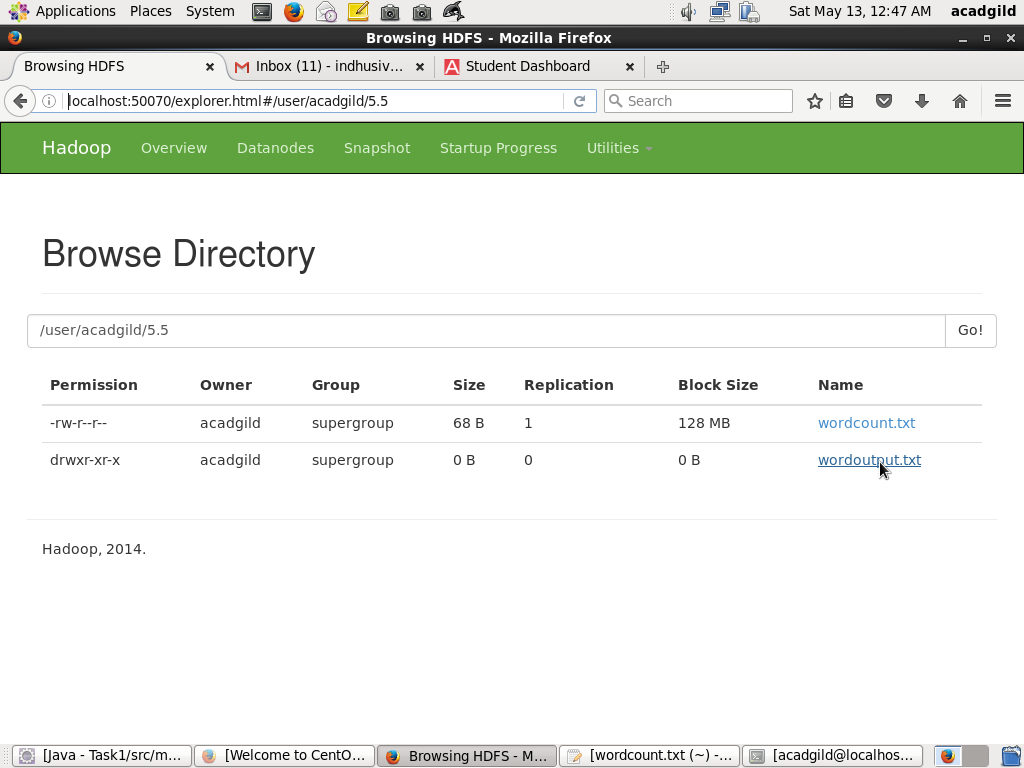 Applications Places System Sat May 13, 12:47 AM acadgild
Browsing HDFS - Mozilla Firefox
Browsing HDFS Inbox (11) - indhusiv... Student Dashboard
localhost:50070/explorer.html#/user/acadgild/5.5 Search
Hadoop Overview Datanodes Snapshot Startup Progress Utilities
Browse Directory
/user/acadgild/5.5 Go!
Permission Owner Group Size Replication Block Size Name
-rw-r--r-- acadgild supergroup 68 B 1 128 MB wordcount.txt
drwxr-xr-x acadgild supergroup 0 B 0 0 B wordoutput.txt
Hadoop, 2014.
[Java - Task1/src/m... [Welcome to CentO... Browsing HDFS - M... [wordcount.txt (~) -... [acadgild@localhos...